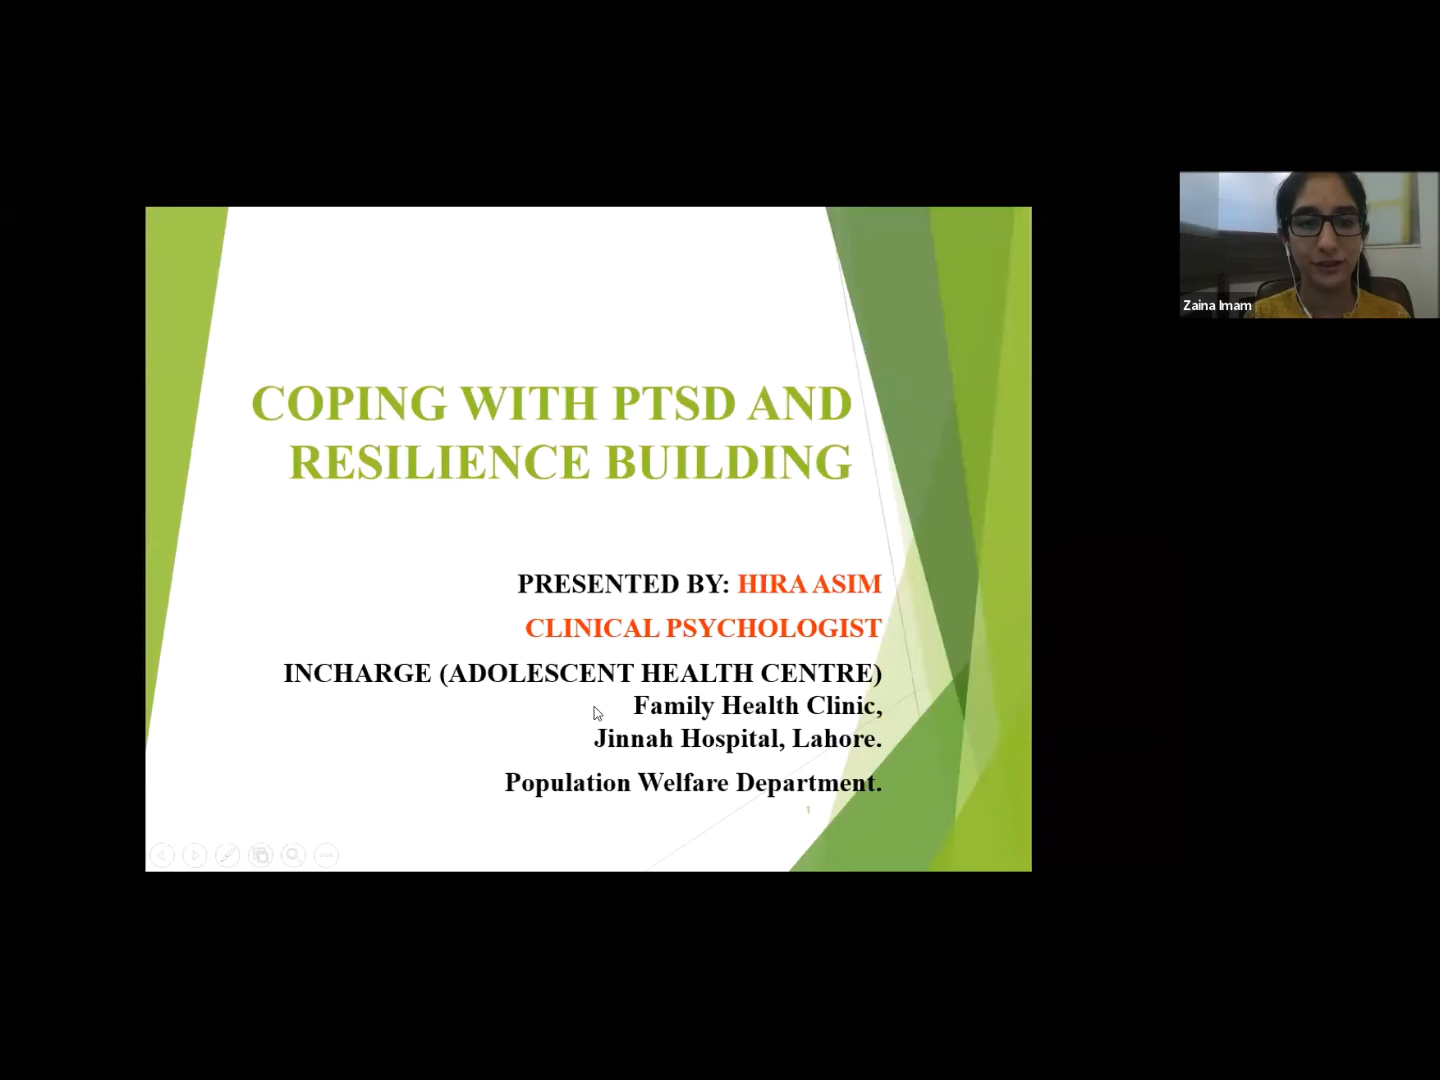 COPING WITH PTSD AND
RESILIENCE BUILDING
PRESENTED BY: HIRA ASIM
CLINICAL PSYCHOLOGIST
INCHARGE (ADOLESCENT HEALTH CENTRE)
Family Health Clinic,
Jinnah Hospital, Lahore.
Population Welfare Department.
1
Zaina Imam